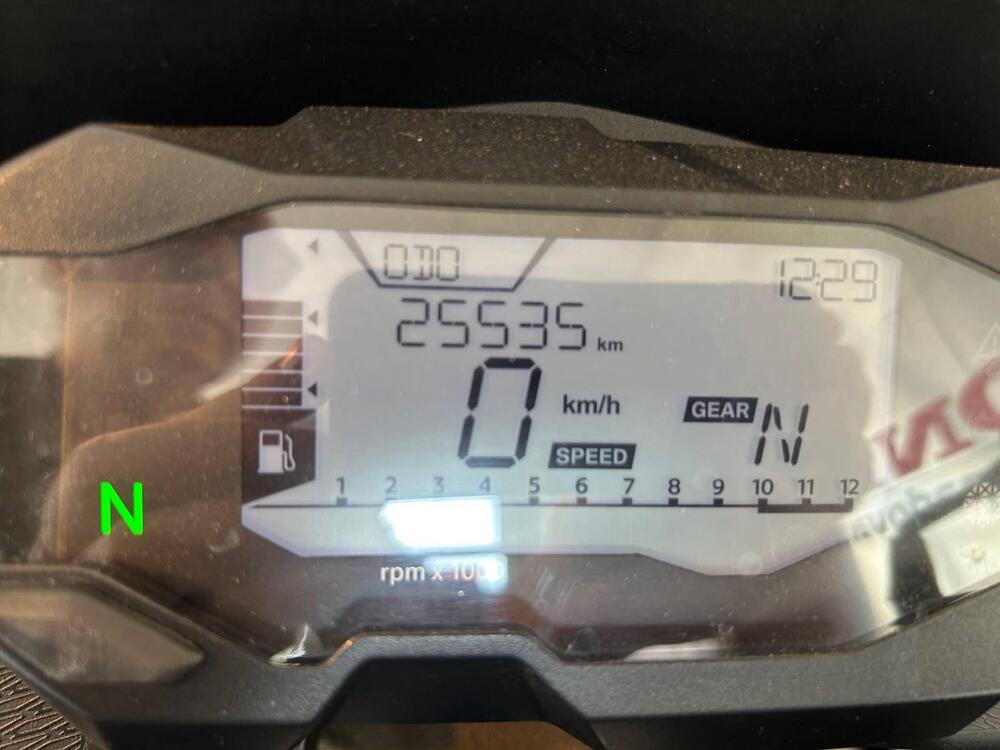 ODO
12:29
25535 km
0 km/h
GEAR N
SPEED
1 2 3 4 5 6 7 8 9 10 11 12
N
rpm x 1000